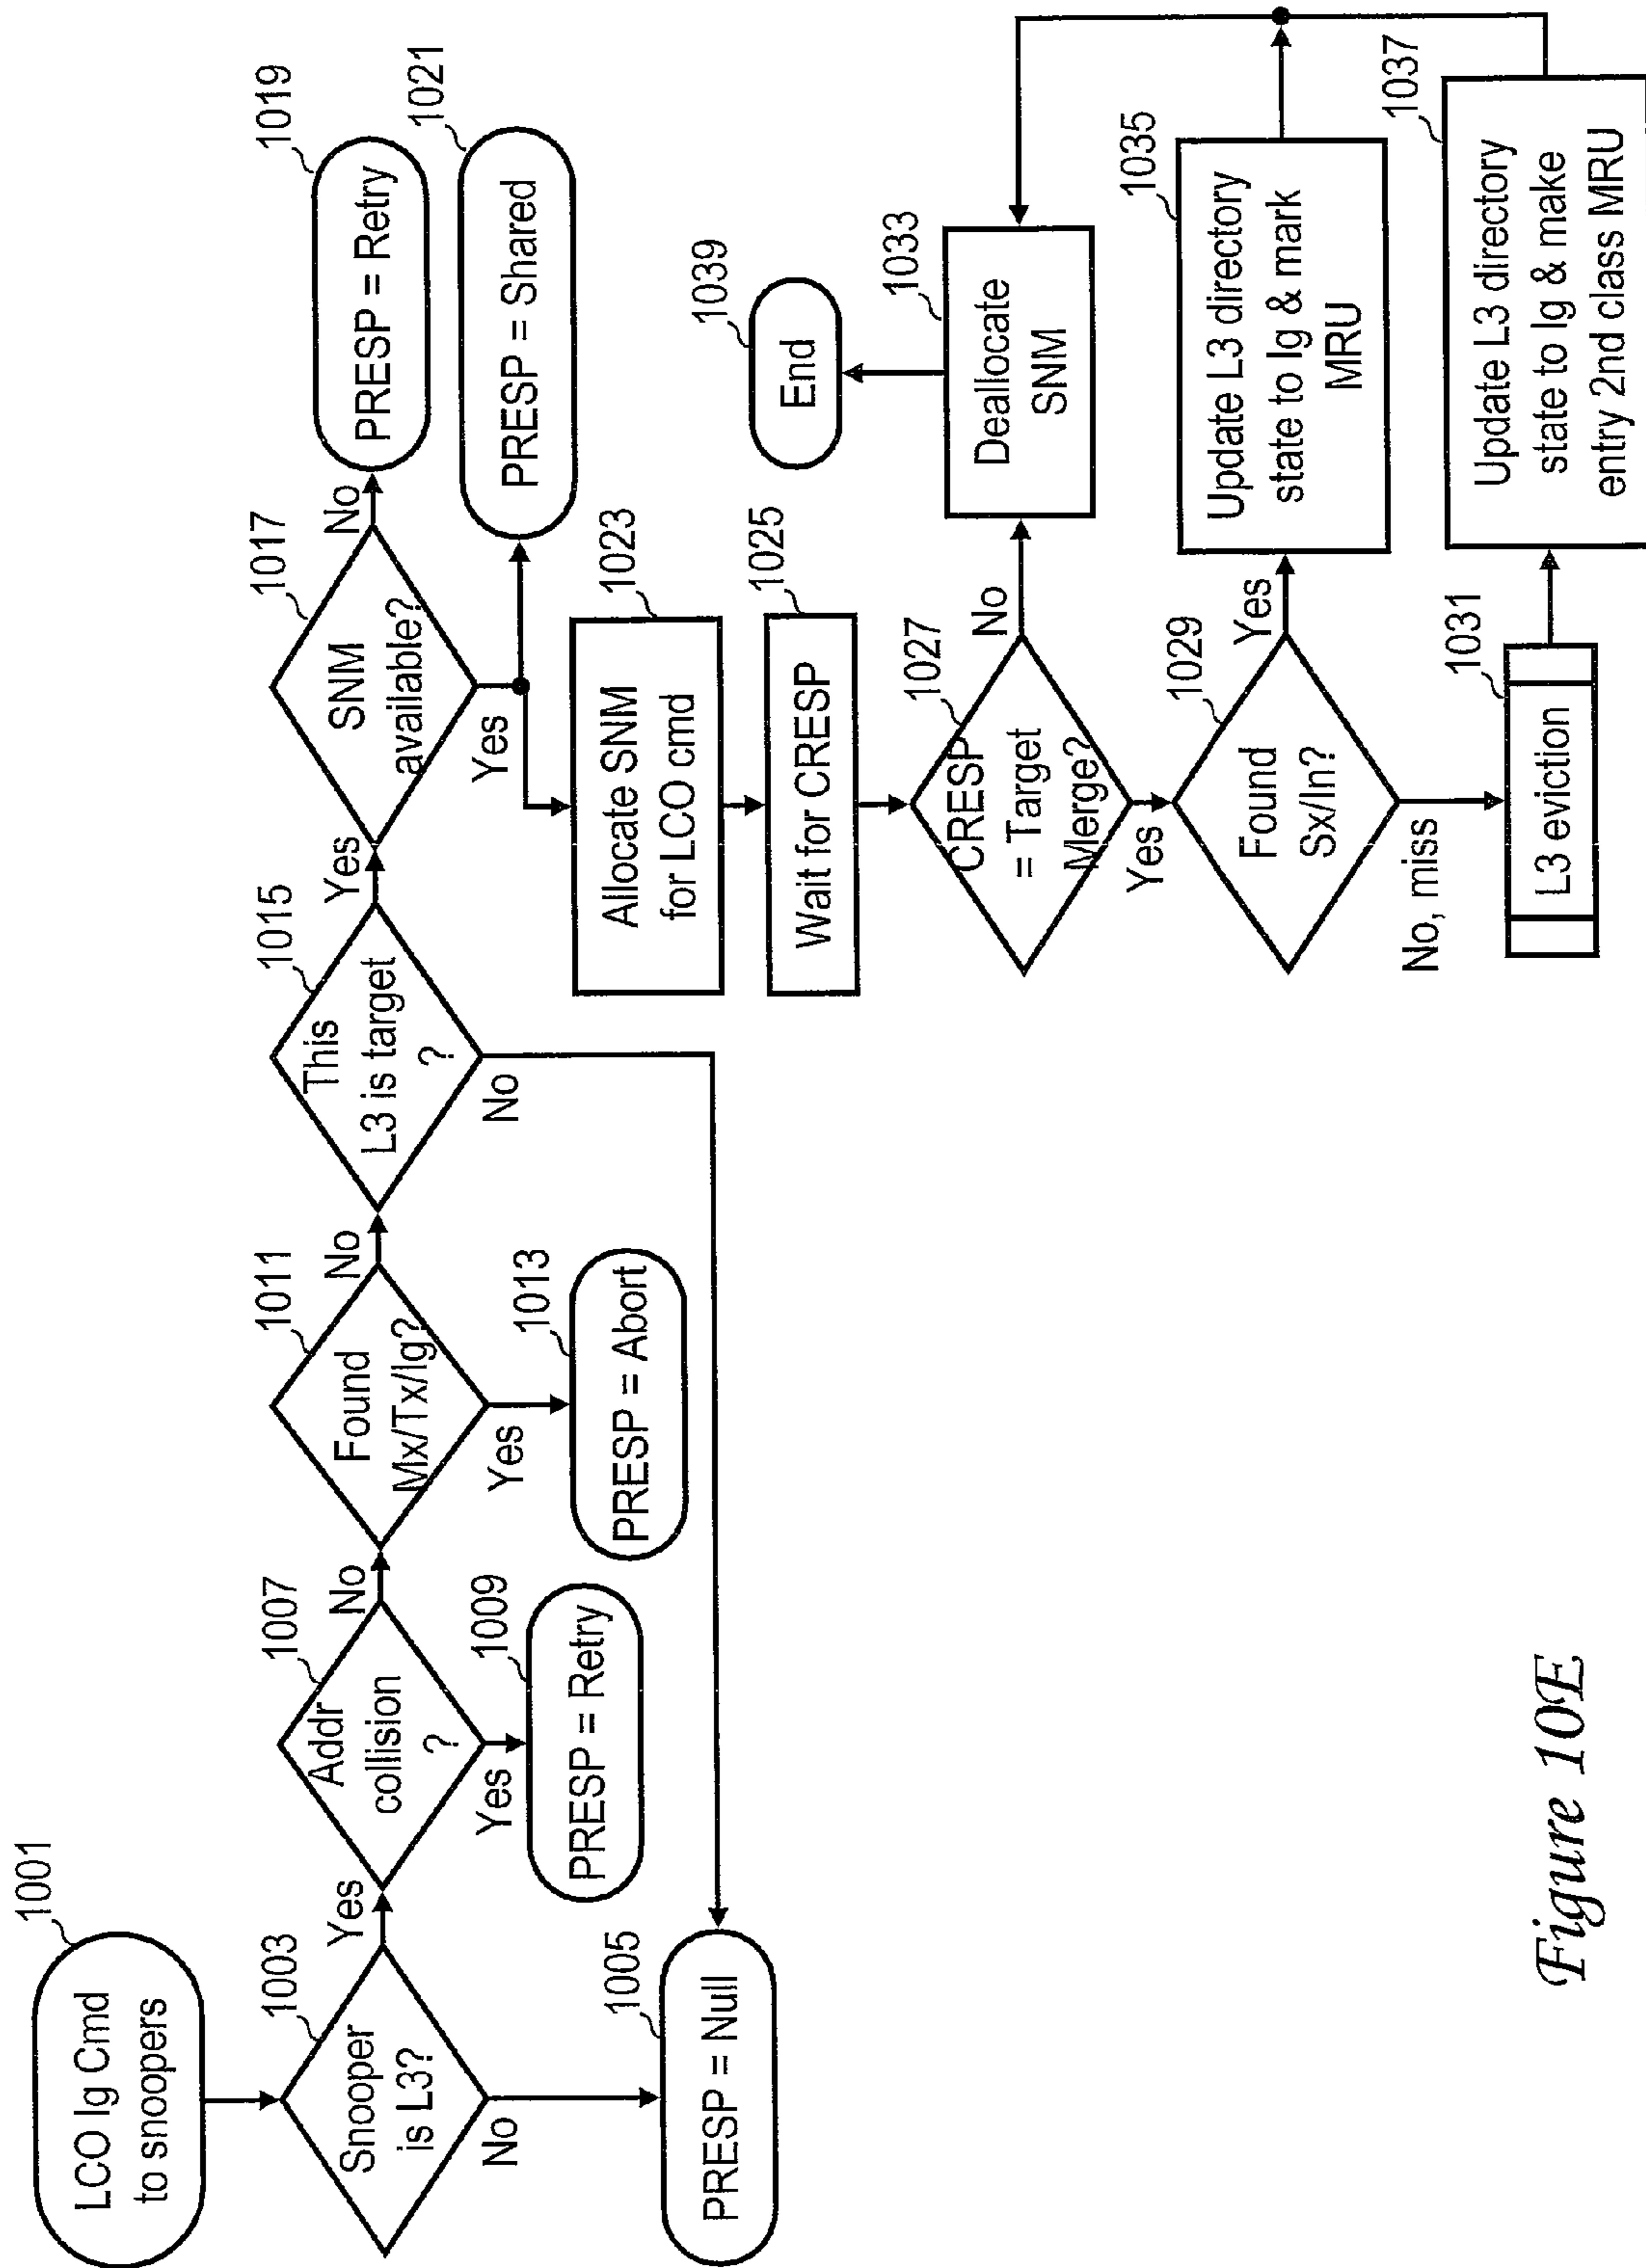 1001
LCO Ig Cmd
to snoopers
1003
Snooper
is L3?
Yes
No
1005
PRESP = Null
1007
Addr
collision
?
No
Yes
1009
PRESP = Retry
1011
Found
Mx/Tx/Ig?
No
Yes
1013
PRESP = Abort
1015
This
L3 is target
?
Yes
No
1017
SNM
available?
No
Yes
1019
PRESP = Retry
1021
PRESP = Shared
1023
Allocate SNM
for LCO cmd
1025
Wait for CRESP
1027
CRESP
= Target
Merge?
No
Yes
1029
Found
Sx/In?
Yes
No, miss
1031
L3 eviction
1033
Deallocate
SNM
1039
End
1035
Update L3 directory
state to Ig & mark
MRU
1037
Update L3 directory
state to Ig & make
entry 2nd class MRU
Figure 10E